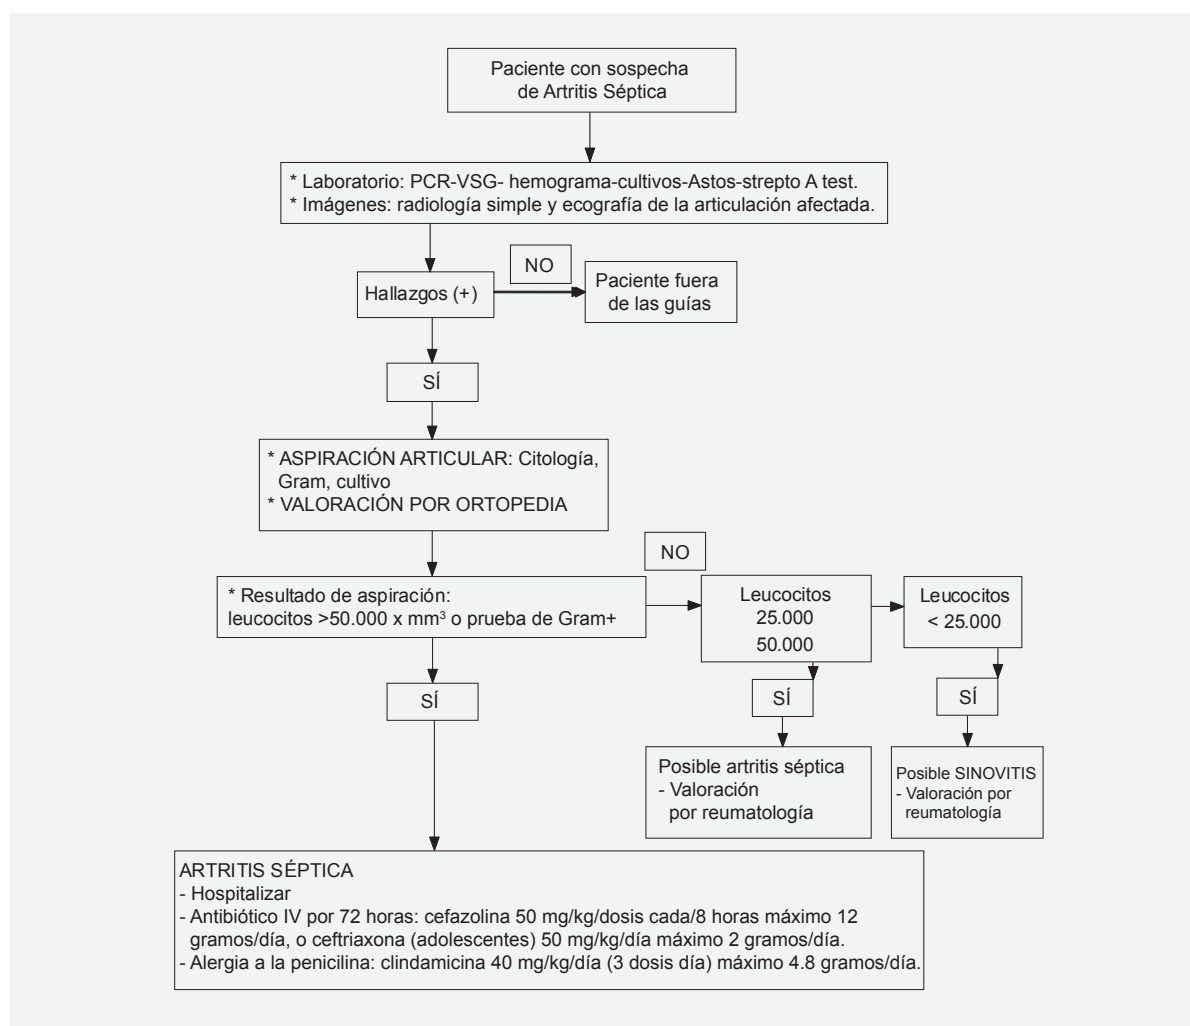 Paciente con sospecha
de Artritis Séptica
* Laboratorio: PCR-VSG- hemograma-cultivos-Astos-strepto A test.
* Imágenes: radiología simple y ecografía de la articulación afectada.
NO
Hallazgos (+)
Paciente fuera
de las guías
SÍ
* ASPIRACIÓN ARTICULAR: Citología,
Gram, cultivo
* VALORACIÓN POR ORTOPEDIA
NO
* Resultado de aspiración:
leucocitos >50.000 x mm³ o prueba de Gram+
Leucocitos
25.000
50.000
Leucocitos
< 25.000
SÍ
SÍ
SÍ
Posible artritis séptica
- Valoración
por reumatología
Posible SINOVITIS
- Valoración por
reumatología
ARTRITIS SÉPTICA
- Hospitalizar
- Antibiótico IV por 72 horas: cefazolina 50 mg/kg/dosis cada/8 horas máximo 12
gramos/día, o ceftriaxona (adolescentes) 50 mg/kg/día máximo 2 gramos/día.
- Alergia a la penicilina: clindamicina 40 mg/kg/día (3 dosis día) máximo 4.8 gramos/día.